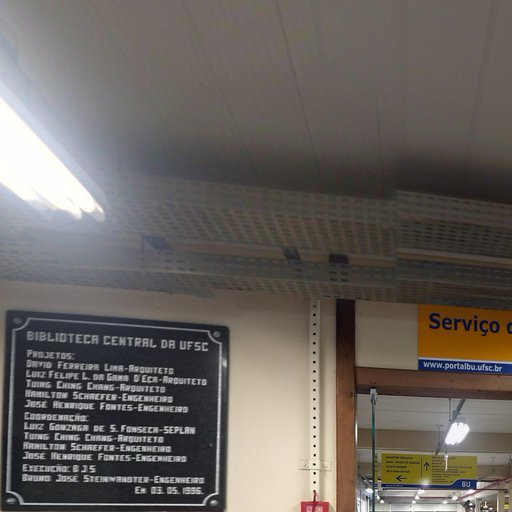 BIBLIOTECA CENTRAL DA UFSC
PROJETOS:
DAVID FERREIRA LIMA-ARQUITETO
LUIZ FELIPE L. DA GAMA D'EÇA-ARQUITETO
TUING CHING CHANG-ARQUITETO
HAMILTON SCHAEFER-ENGENHEIRO
JOSÉ HENRIQUE FONTES-ENGENHEIRO
COORDENAÇÃO:
LUIZ GONZAGA DE S. FONSECA-SEPLAN
TUING CHING CHANG-ARQUITETO
HAMILTON SCHAEFER-ENGENHEIRO
JOSÉ HENRIQUE FONTES-ENGENHEIRO
EXECUÇÃO: B J S
BRUNO JOSÉ STEINWANDTER-ENGENHEIRO
EM 03.05.1996.
Serviço
www.portalbu.ufsc.br
BU